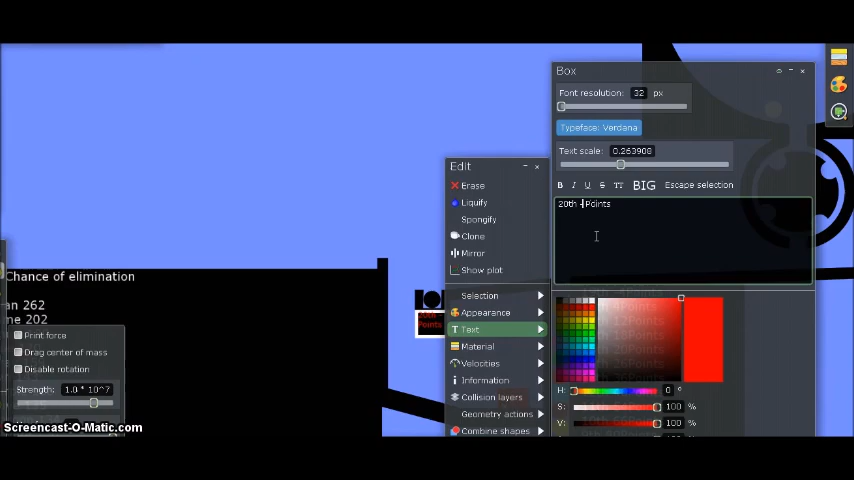 Box
Font resolution: 32 px
Typeface: Verdana
Text scale: 0.263908
B I U S TT BIG Escape selection
20th - Points
Edit
Erase
Liquify
Spongify
Clone
Mirror
Show plot
Selection
Appearance
Text
Material
Velocities
Information
Collision layers
Geometry actions
Combine shapes
H: 0 °
S: 100 %
V: 100 %
Chance of elimination
an 262
me 202
Print force
Drag center of mass
Disable rotation
Strength: 1.0 * 10^7
20th
Points
Screencast-O-Matic.com